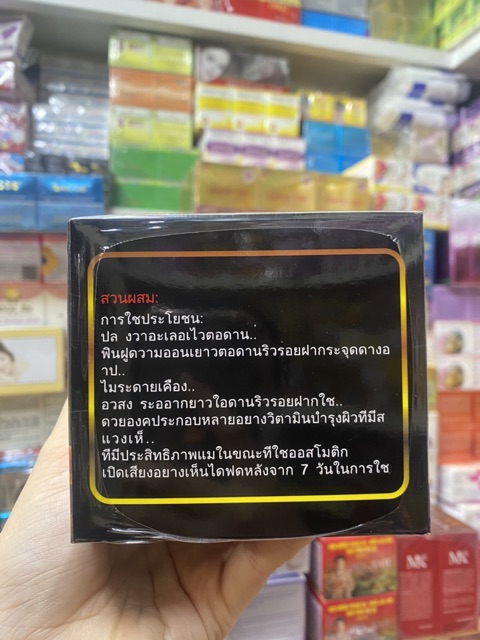 สวนผสม:
การใชประโยชน:
ปล งวาอะเลอเไวตอดาน..
พินฝูดวามออนเยาวตอดานริวรอยฝากระจุดดางอ
าป..
ไมระดายเคือง..
อวสง ระออากยาวใอดานริวรอยฝากใช..
ดวยองคประกอบหลายอยางวิตามินบำรุงผิวทีมีส
แวงเห็..
ทีมีประสิทธิภาพแมในขณะทีใชออสโมติก
เปิดเสียงอยางเห็นไดฟดหลังจาก 7 วันในการใช
MK
MK